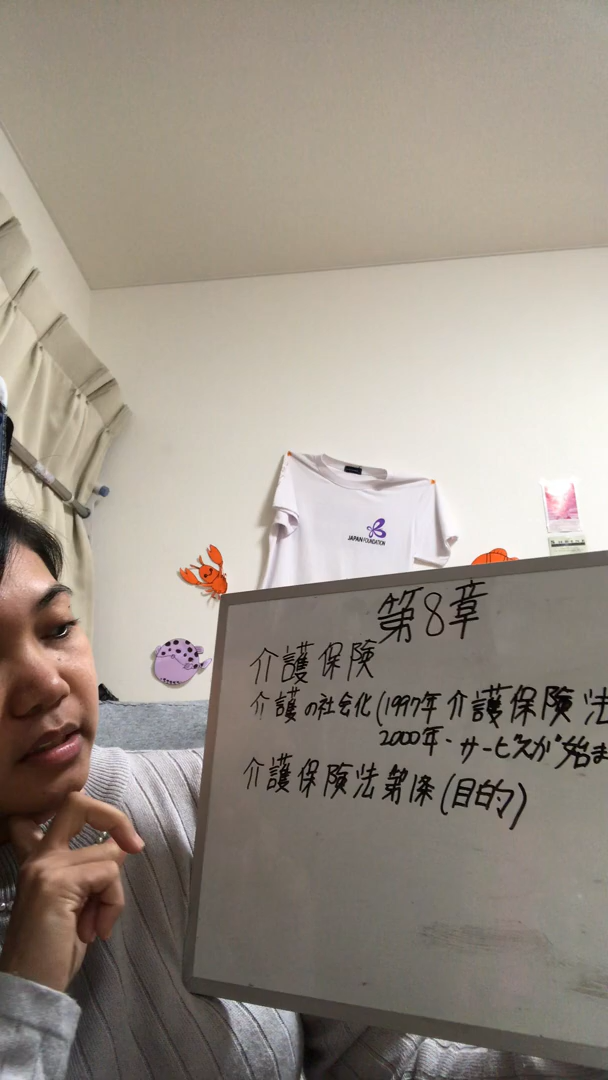 JAPAN FOUNDATION
第8章
介護保険
介護の社会化(1997年 介護保険法
2000年-サービスが始ま
介護保険法第1条(目的)